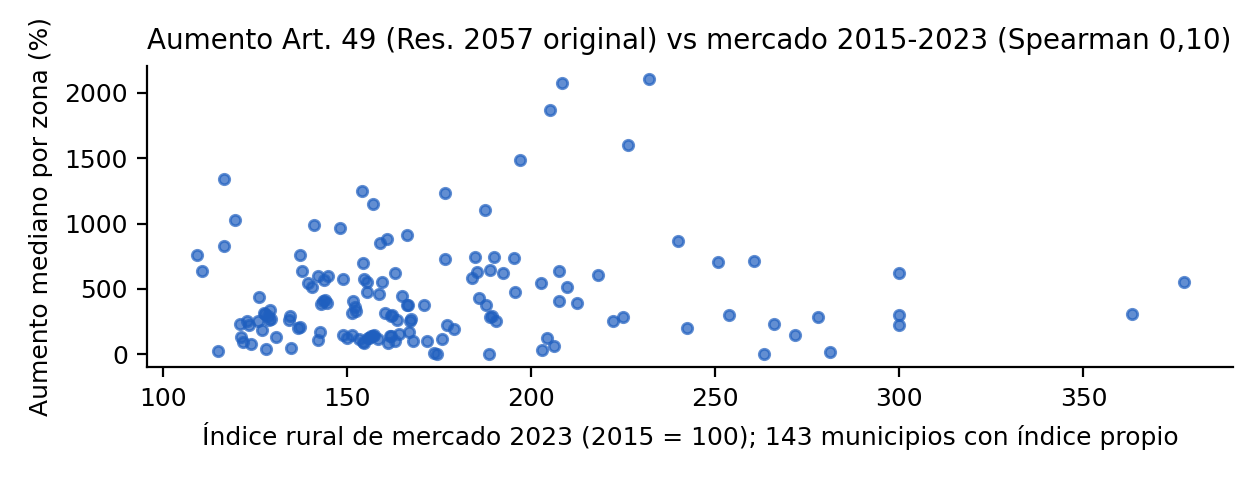 Aumento Art. 49 (Res. 2057 original) vs mercado 2015-2023 (Spearman 0,10)
Aumento mediano por zona (%)
2000
1500
1000
500
0
100 150 200 250 300 350
Índice rural de mercado 2023 (2015 = 100); 143 municipios con índice propio